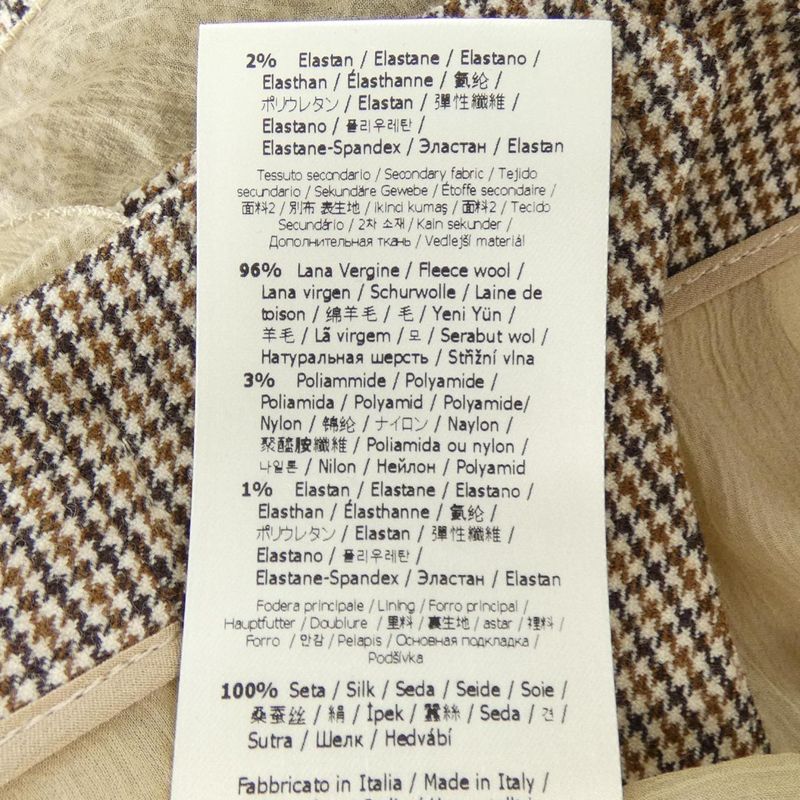 2% Elastan / Elastane / Elastano /
Elasthan / Élasthanne / 氨纶 /
ポリウレタン / Elastan / 彈性纖維 /
Elastano / 폴리우레탄 /
Elastane-Spandex / Эластан / Elastan
Tessuto secondario / Secondary fabric / Tejido
secundario / Sekundäre Gewebe / Étoffe secondaire /
面料2 / 別布 表生地 / ikinci kumaş / 面料2 / Tecido
Secundário / 2차 소재 / Kain sekunder /
Дополнительная ткань / Vedlejší materiál
96% Lana Vergine / Fleece wool /
Lana virgen / Schurwolle / Laine de
toison / 绵羊毛 / 毛 / Yeni Yün /
羊毛 / Lã virgem / 모 / Serabut wol /
Натуральная шерсть / Střižní vlna
3% Poliammide / Polyamide /
Poliamida / Polyamid / Polyamide/
Nylon / 锦纶 / ナイロン / Naylon /
聚醯胺纖維 / Poliamida ou nylon /
나일론 / Nilon / Нейлон / Polyamid
1% Elastan / Elastane / Elastano /
Elasthan / Élasthanne / 氨纶 /
ポリウレタン / Elastan / 彈性纖維 /
Elastano / 폴리우레탄 /
Elastane-Spandex / Эластан / Elastan
Fodera principale / Lining / Forro principal /
Hauptfutter / Doublure / 里料 / 裏生地 / astar / 裡料 /
Forro / 안감 / Pelapis / Основная подкладка /
Podšívka
100% Seta / Silk / Seda / Seide / Soie /
桑蚕丝 / 絹 / İpek / 蠶絲 / Seda / 견 /
Sutra / Шелк / Hedvábí
Fabbricato in Italia / Made in Italy /